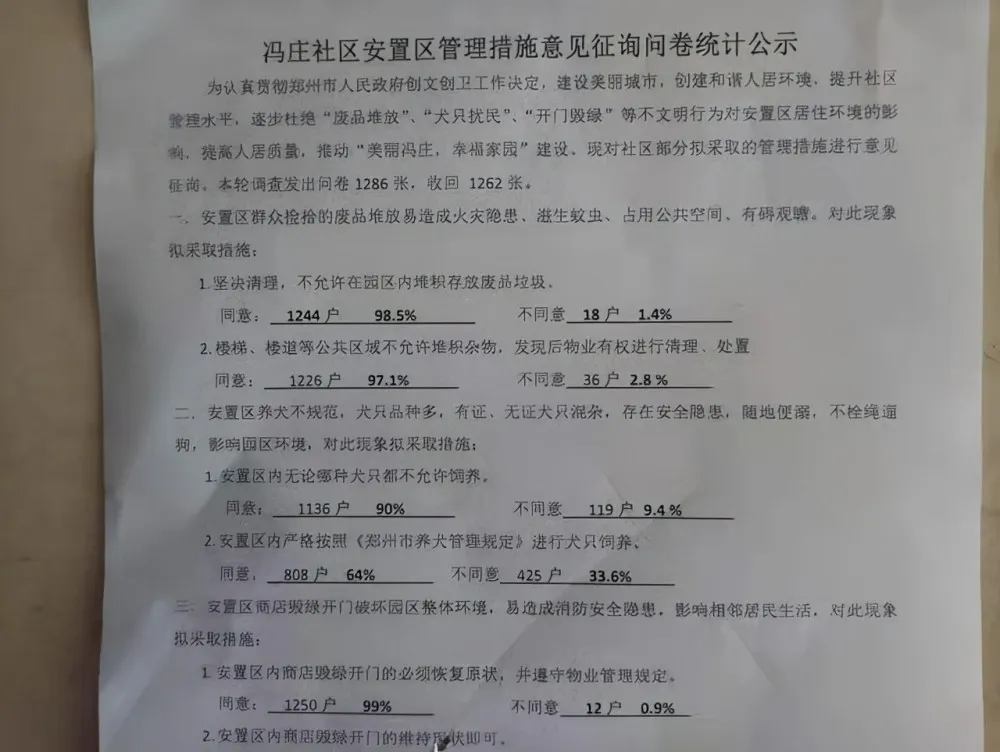 冯庄社区安置区管理措施意见征询问卷统计公示
为认真贯彻郑州市人民政府创文创卫工作决定，建设美丽城市，创建和谐人居环境、提升社区
管理水平，逐步杜绝“废品堆放”、“犬只扰民”、“开门毁绿”等不文明行为对安置区居住环境的影
响，提高人居质量，推动“美丽冯庄，幸福家园”建设。现对社区部分拟采取的管理措施进行意见
征询。本轮调查发出问卷 1286 张，收回 1262 张。
一．安置区群众捡拾的废品堆放易造成火灾隐患、滋生蚊虫、占用公共空间、有碍观瞻。对此现象
拟采取措施：
1.坚决清理，不允许在园区内堆积存放废品垃圾。
同意： 1244 户 98.5% 不同意 18 户 1.4%
2.楼梯、楼道等公共区域不允许堆积杂物，发现后物业有权进行清理、处置
同意： 1226 户 97.1% 不同意 36 户 2.8 %
二．安置区养犬不规范，犬只品种多，有证、无证犬只混杂，存在安全隐患，随地便溺，不栓绳遛
狗，影响园区环境，对此现象拟采取措施：
1.安置区内无论哪种犬只都不允许饲养。
同意： 1136 户 90% 不同意 119 户 9.4 %
2.安置区内严格按照《郑州市养犬管理规定》进行犬只饲养、
同意， 808 户 64% 不同意 425 户 33.6%
三．安置区商店毁绿开门破坏园区整体环境，易造成消防安全隐患，影响相邻居民生活，对此现象
拟采取措施：
1.安置区内商店毁绿开门的必须恢复原状，并遵守物业管理规定。
同意： 1250 户 99% 不同意 12 户 0.9%
2.安置区内商店毁绿开门的维持现状即可。